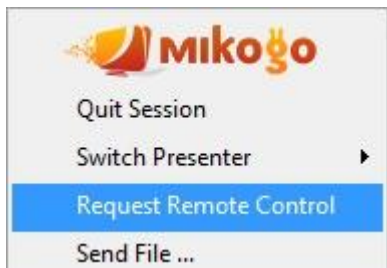 Mikogo
Quit Session
Switch Presenter
Request Remote Control
Send File ...